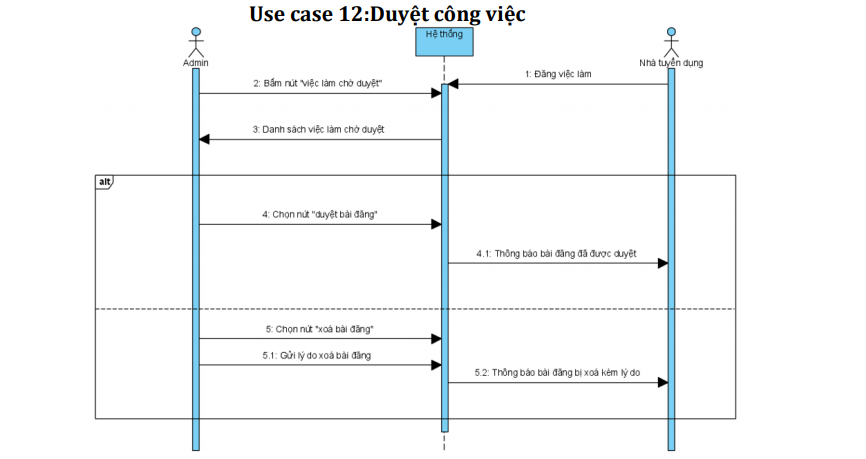 Use case 12:Duyệt công việc
Hệ thống
Admin
Nhà tuyển dụng
1: Đăng việc làm
2: Bấm nút "việc làm chờ duyệt"
3: Danh sách việc làm chờ duyệt
alt
4: Chọn nút "duyệt bài đăng"
4.1: Thông báo bài đăng đã được duyệt
5: Chọn nút "xoá bài đăng"
5.1: Gửi lý do xoá bài đăng
5.2: Thông báo bài đăng bị xoá kèm lý do